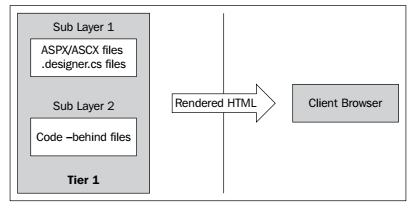 Sub Layer 1
ASPX/ASCX files
.designer.cs files
Sub Layer 2
Code –behind files
Tier 1
Rendered HTML
Client Browser